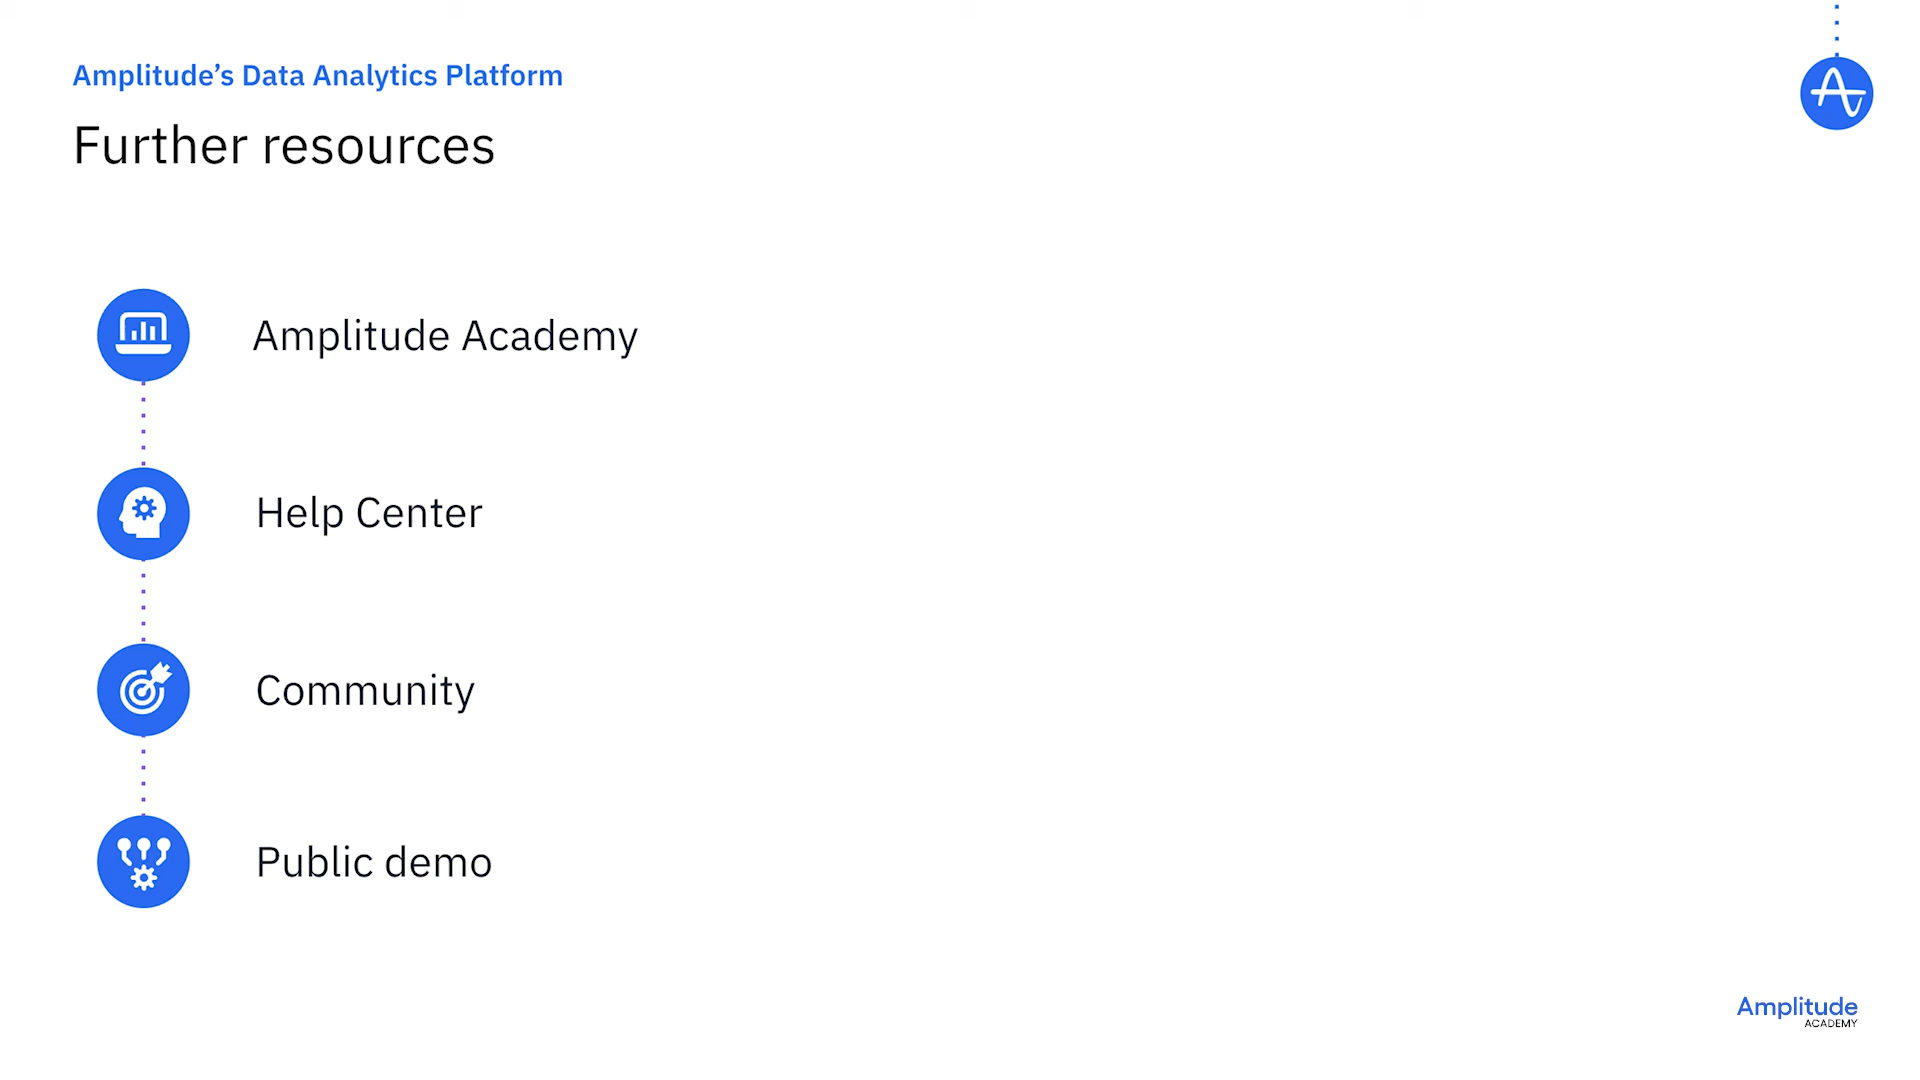 Amplitude’s Data Analytics Platform
Further resources
Amplitude Academy
Help Center
Community
Public demo
Amplitude
ACADEMY